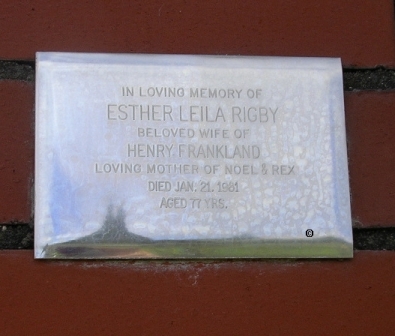 IN LOVING MEMORY OF
ESTHER LEILA RIGBY
BELOVED WIFE OF
HENRY FRANKLAND
LOVING MOTHER OF NOEL & REX
DIED JAN. 21. 1981
AGED 77 YRS.
©